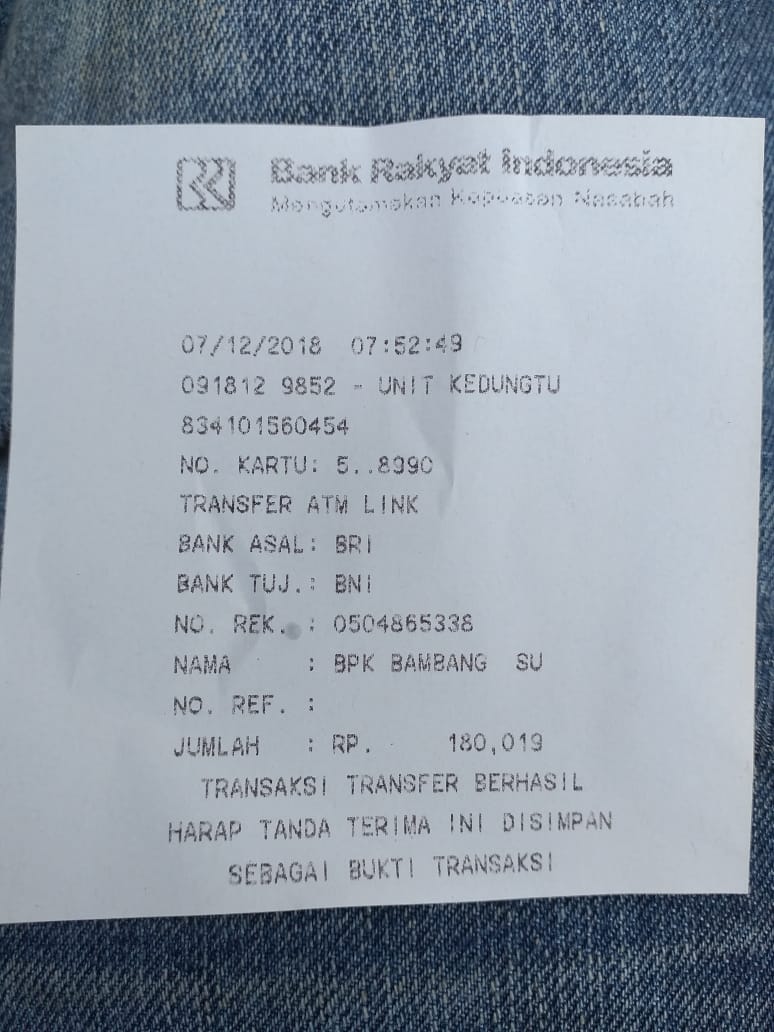 Bank Rakyat Indonesia
Mengutamakan Kepuasan Nasabah
07/12/2018 07:52:49
091812 9852 - UNIT KEDUNGTU
834101560454
NO. KARTU: 5..8990
TRANSFER ATM LINK
BANK ASAL: BRI
BANK TUJ.: BNI
NO. REK. : 0504865338
NAMA : BPK BAMBANG SU
NO. REF. :
JUMLAH : RP. 180,019
TRANSAKSI TRANSFER BERHASIL
HARAP TANDA TERIMA INI DISIMPAN
SEBAGAI BUKTI TRANSAKSI